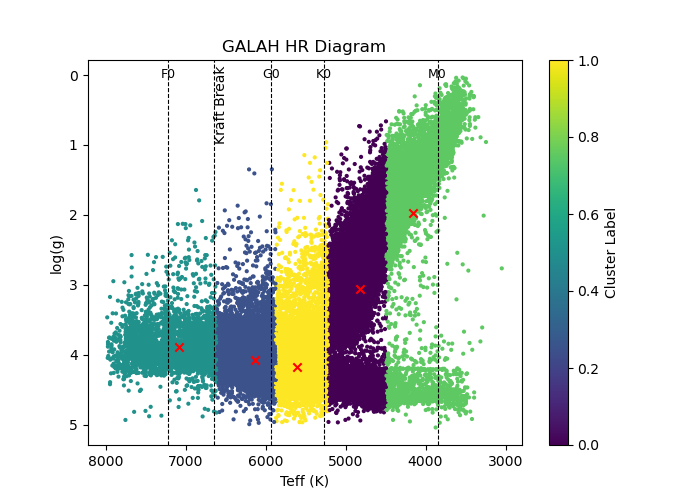 GALAH HR Diagram
F0
Kraft Break
G0
K0
M0
0
1
2
3
4
5
log(g)
8000
7000
6000
5000
4000
3000
Teff (K)
1.0
0.8
0.6
0.4
0.2
0.0
Cluster Label